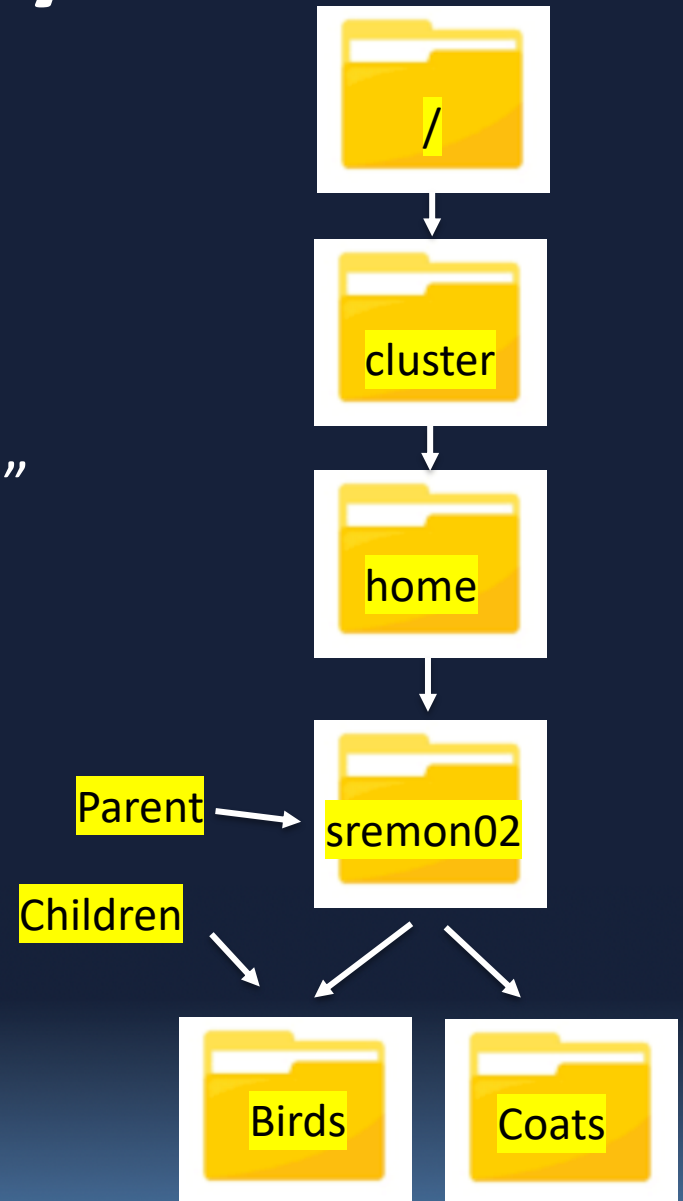 /
cluster
”
home
Parent
sremon02
Children
Birds
Coats